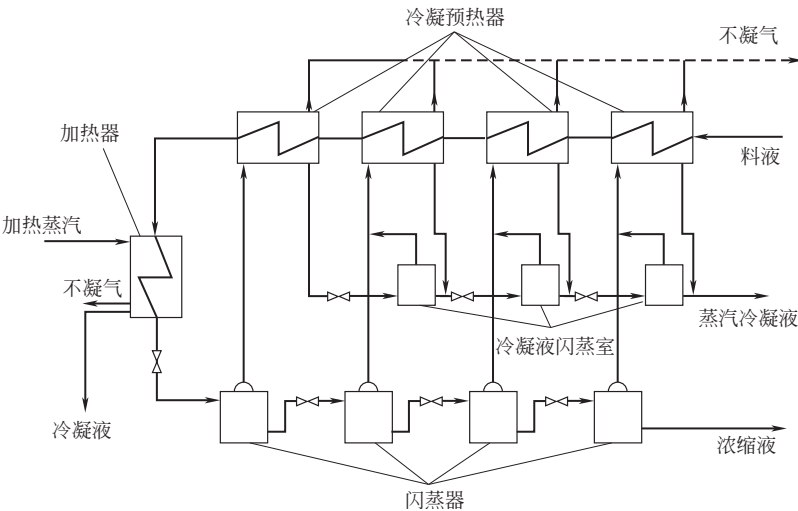 冷凝预热器
不凝气
加热器
料液
加热蒸汽
不凝气
蒸汽冷凝液
冷凝液闪蒸室
冷凝液
浓缩液
闪蒸器